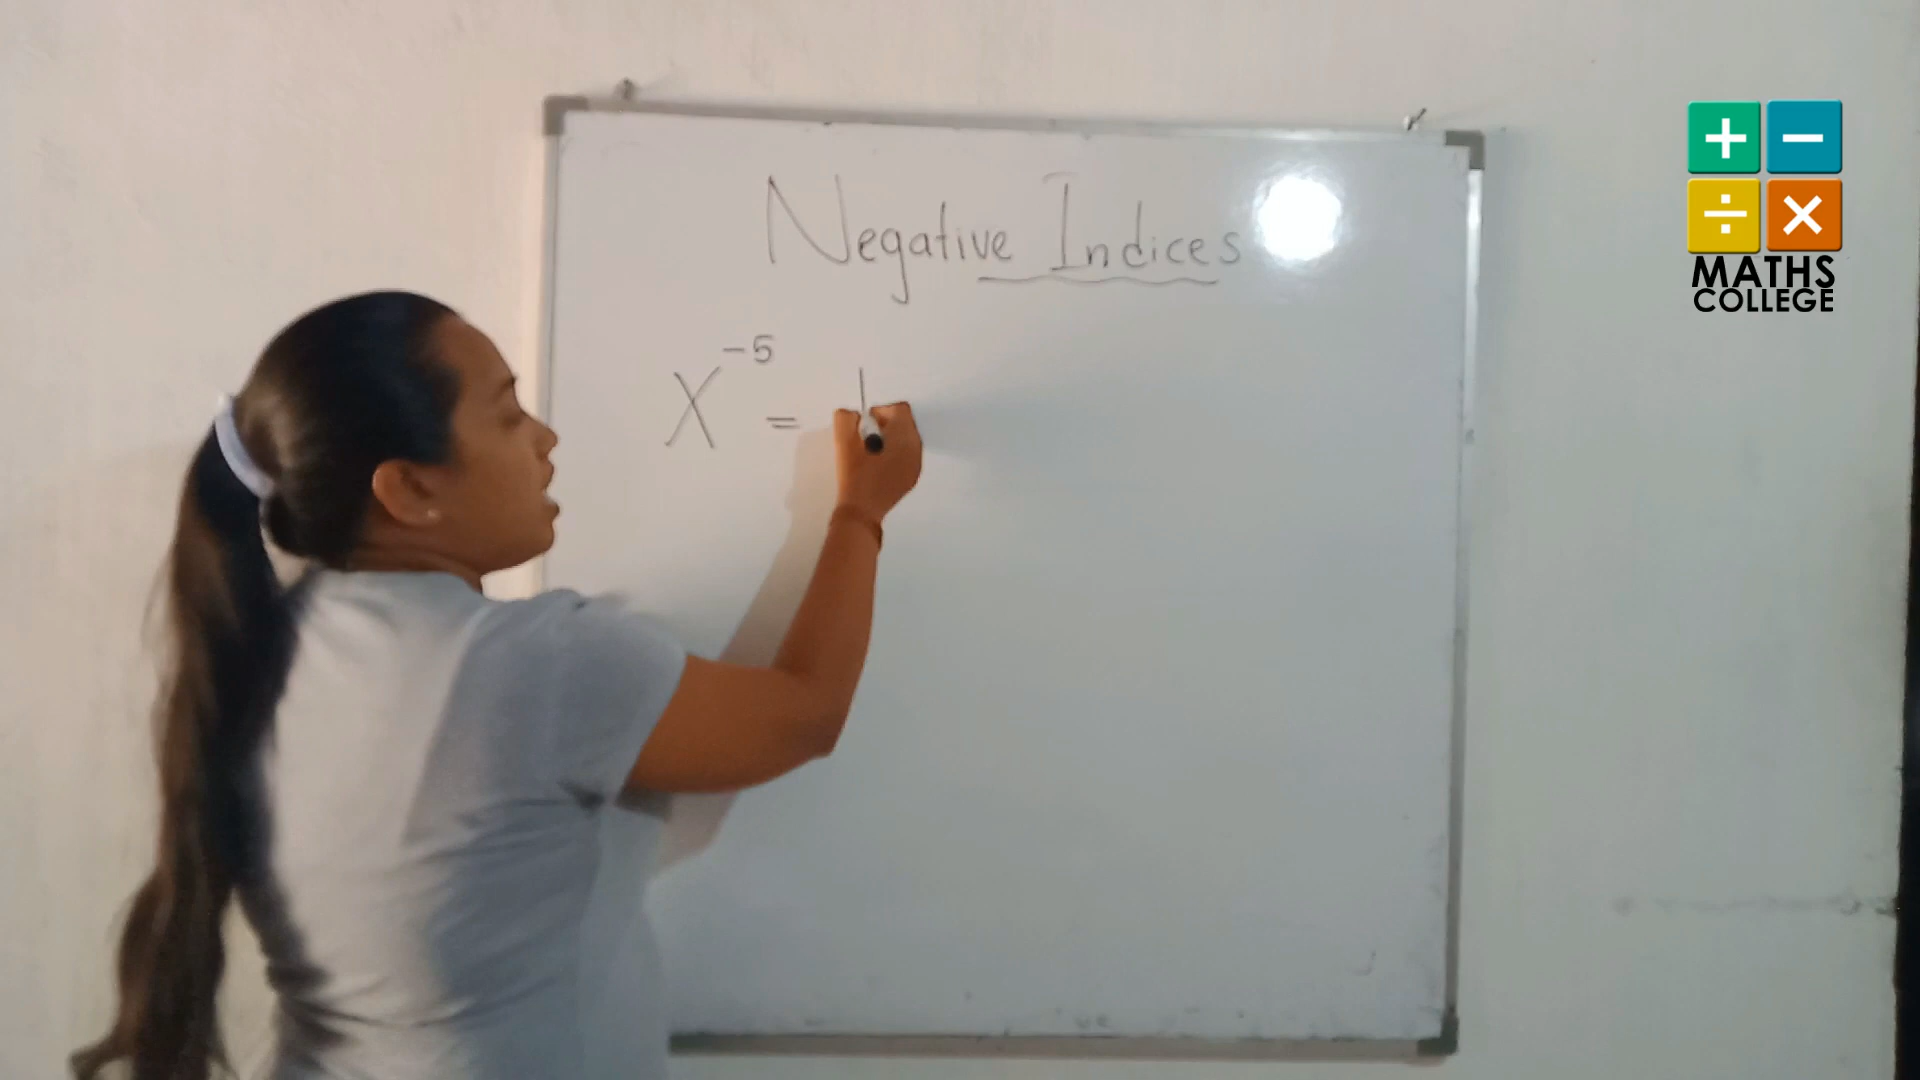 Negative Indices
X⁻⁵ = 1
+ −
÷ ×
MATHS
COLLEGE